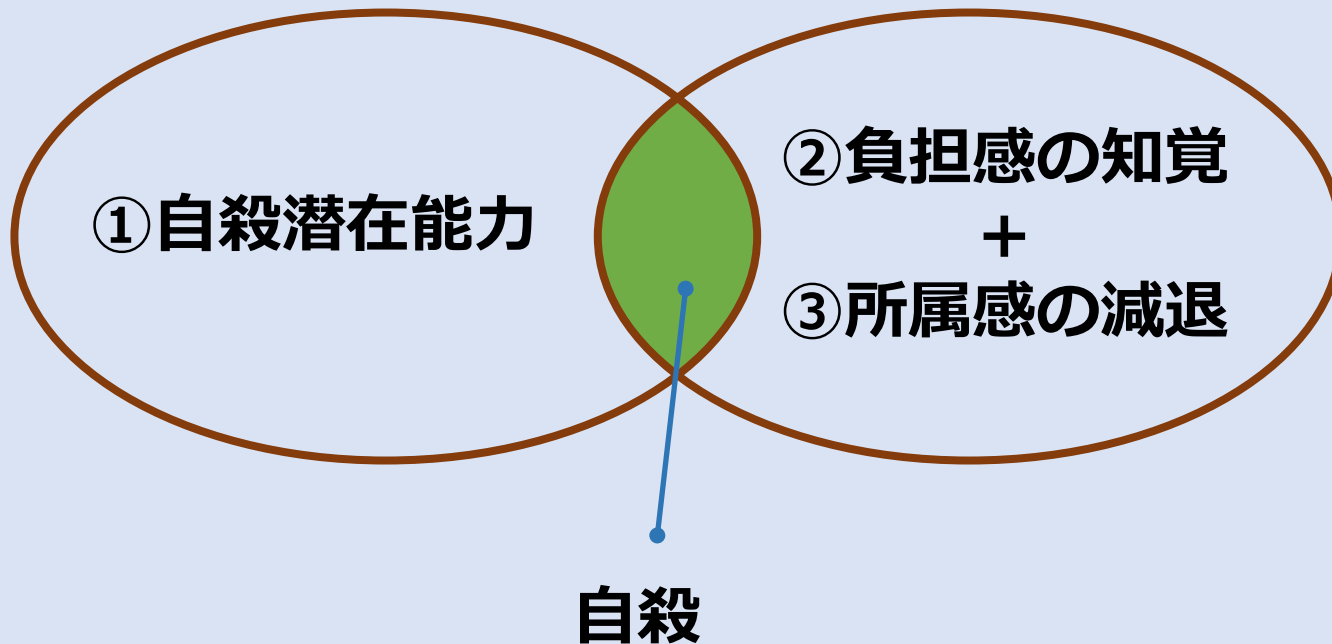 ①自殺潜在能力
②負担感の知覚
+
③所属感の減退
自殺